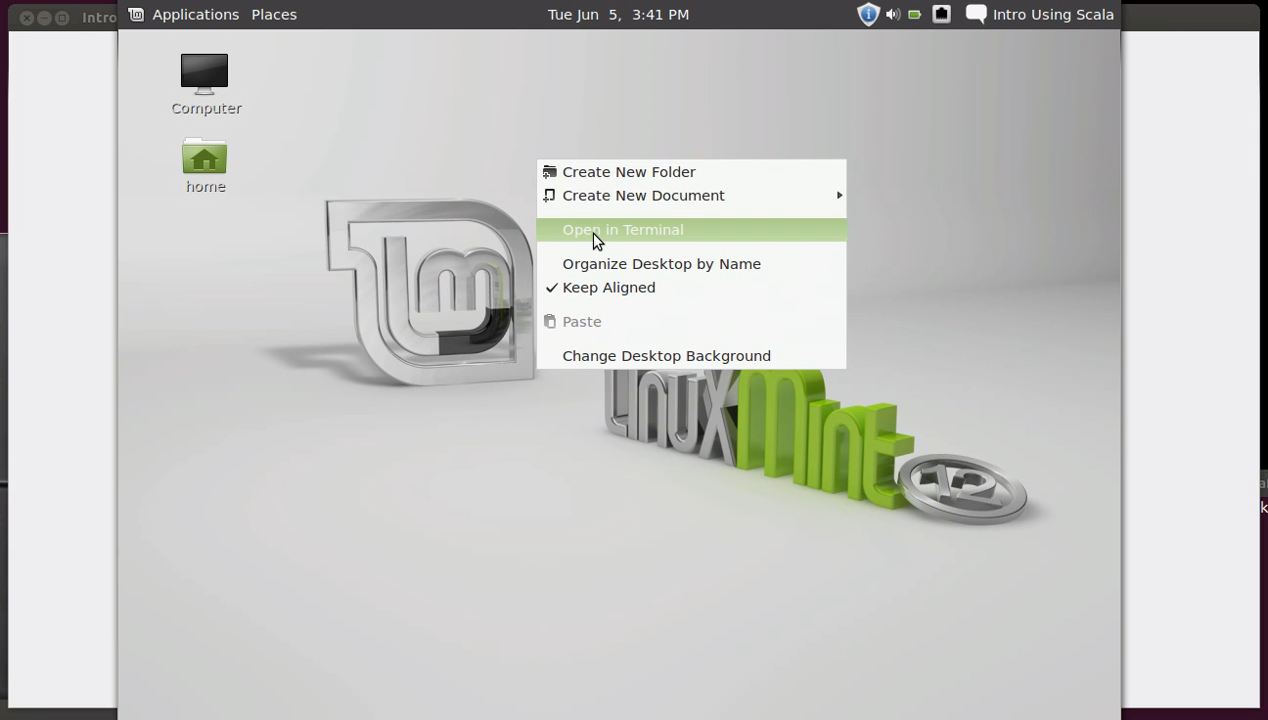 Intro
Applications Places Tue Jun 5, 3:41 PM Intro Using Scala
Computer
home
Create New Folder
Create New Document
Open in Terminal
Organize Desktop by Name
Keep Aligned
Paste
Change Desktop Background
LinuxMint
12